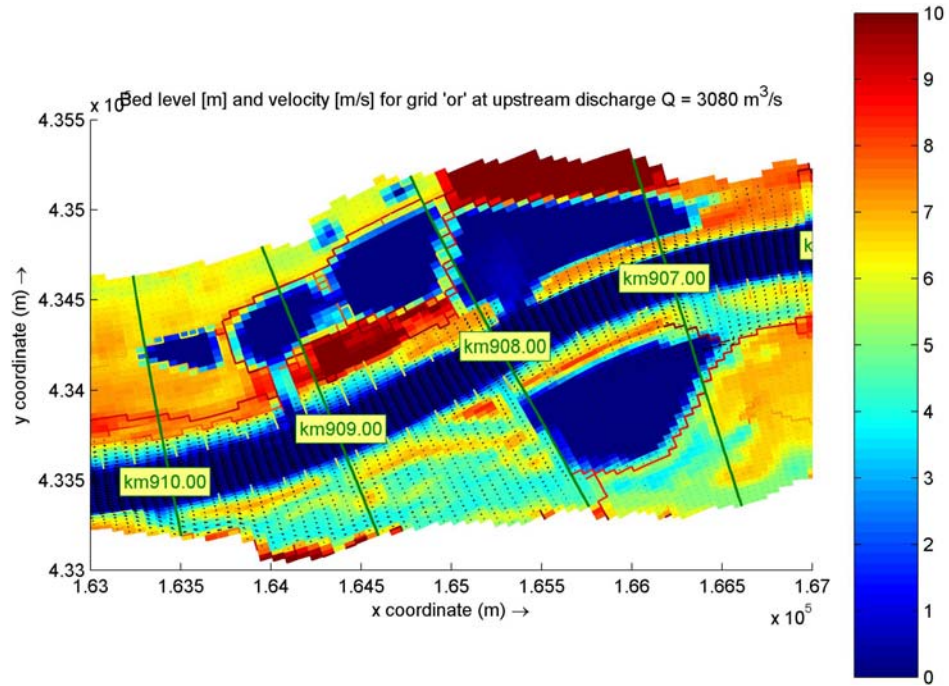 10
x 10
Bed level [m] and velocity [m/s] for grid 'or' at upstream discharge Q = 3080 m³/s
4.355
9
4.35
8
7
k
4.345
km907.00
6
y coordinate (m) →
km908.00
5
4.34
km909.00
4
4.335
km910.00
3
4.33
1.63
1.635
1.64
1.645
1.65
1.655
1.66
1.665
1.67
2
x coordinate (m) →
x 10⁵
1
0